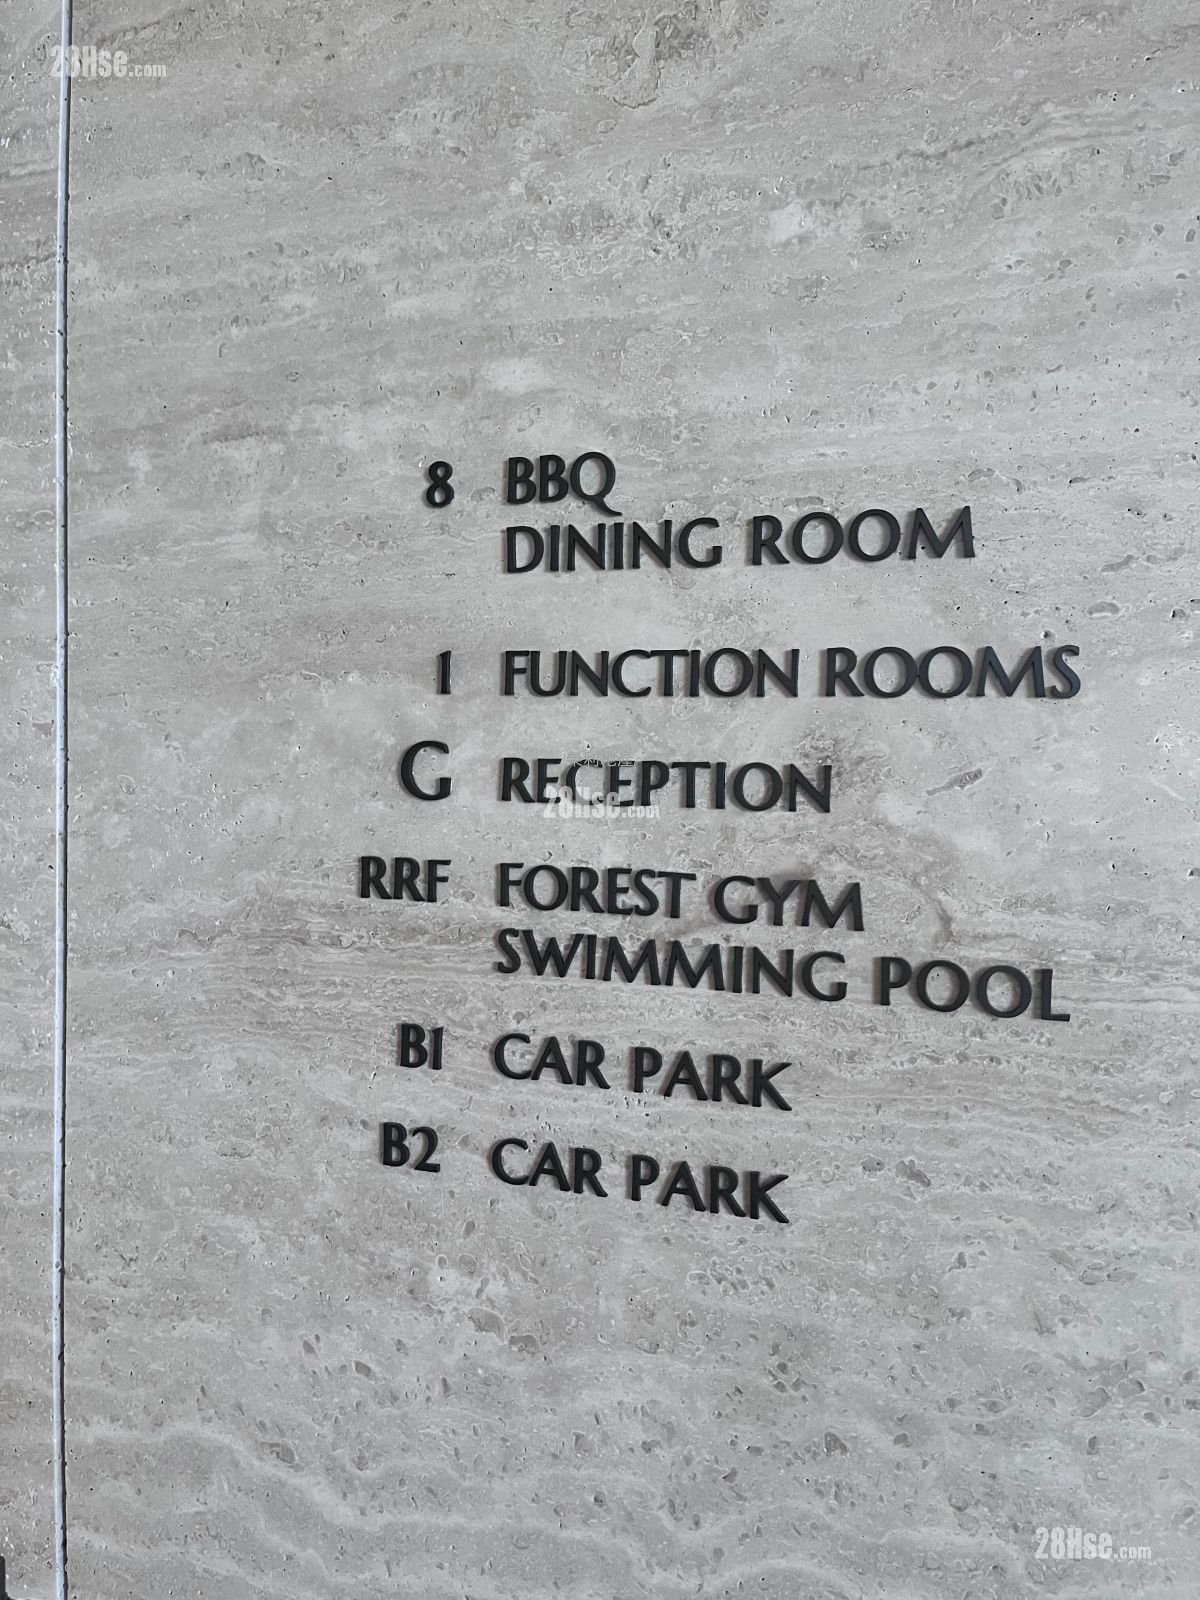 28Hse.com
8 BBQ
DINING ROOM
1 FUNCTION ROOMS
G RECEPTION
28Hse.com
RRF FOREST GYM
SWIMMING POOL
B1 CAR PARK
B2 CAR PARK
28Hse.com